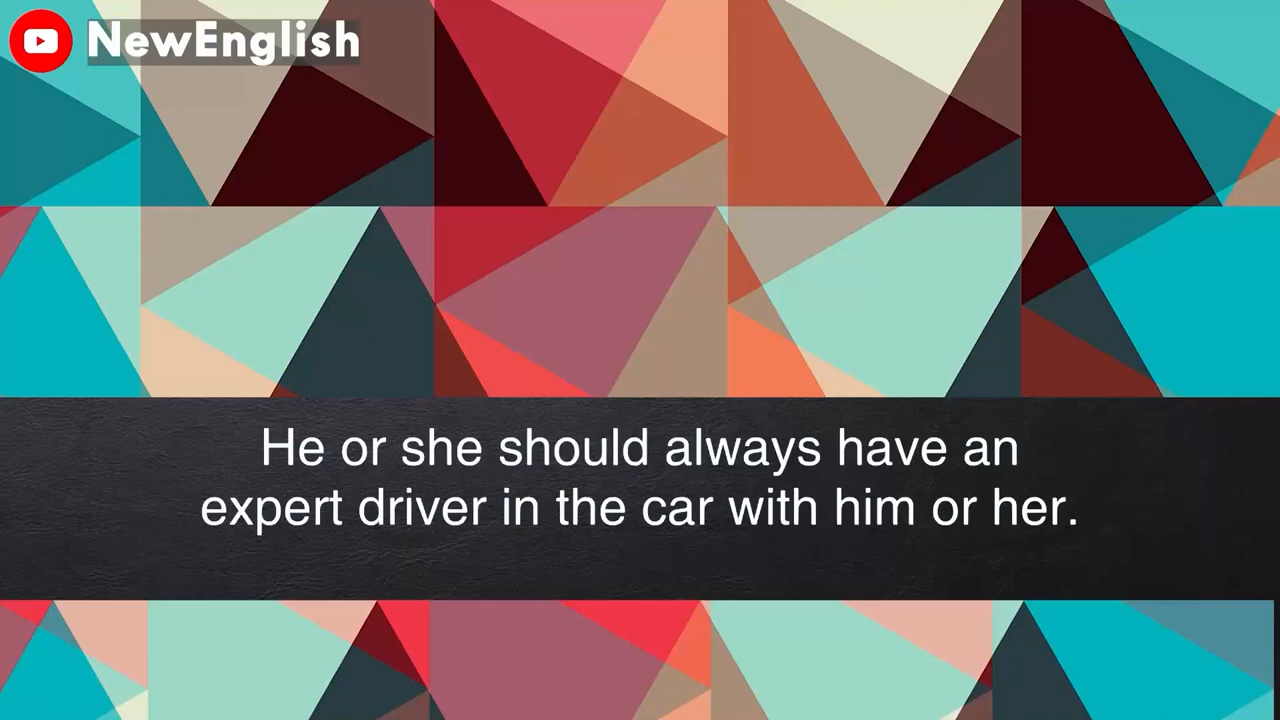 NewEnglish
He or she should always have an
expert driver in the car with him or her.